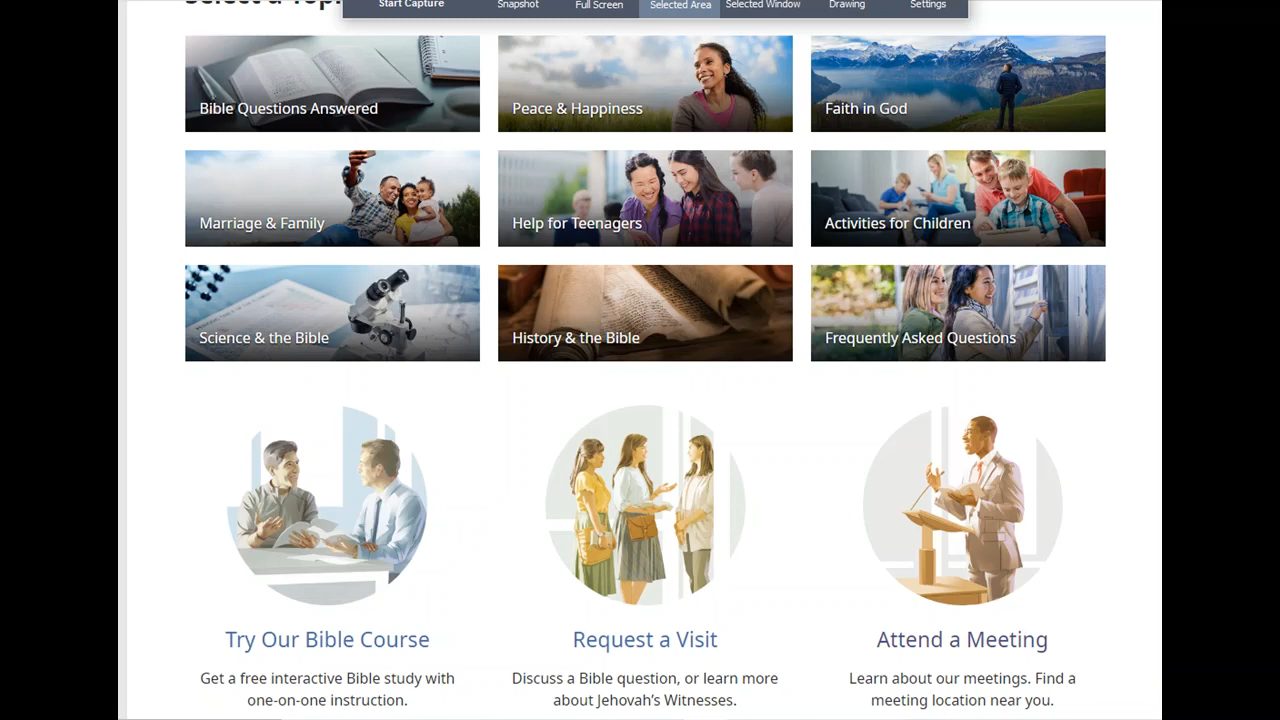 Start Capture Snapshot Full Screen Selected Area Selected Window Drawing Settings
Bible Questions Answered
Peace & Happiness
Faith in God
Marriage & Family
Help for Teenagers
Activities for Children
Science & the Bible
History & the Bible
Frequently Asked Questions
Try Our Bible Course
Get a free interactive Bible study with
one-on-one instruction.
Request a Visit
Discuss a Bible question, or learn more
about Jehovah’s Witnesses.
Attend a Meeting
Learn about our meetings. Find a
meeting location near you.